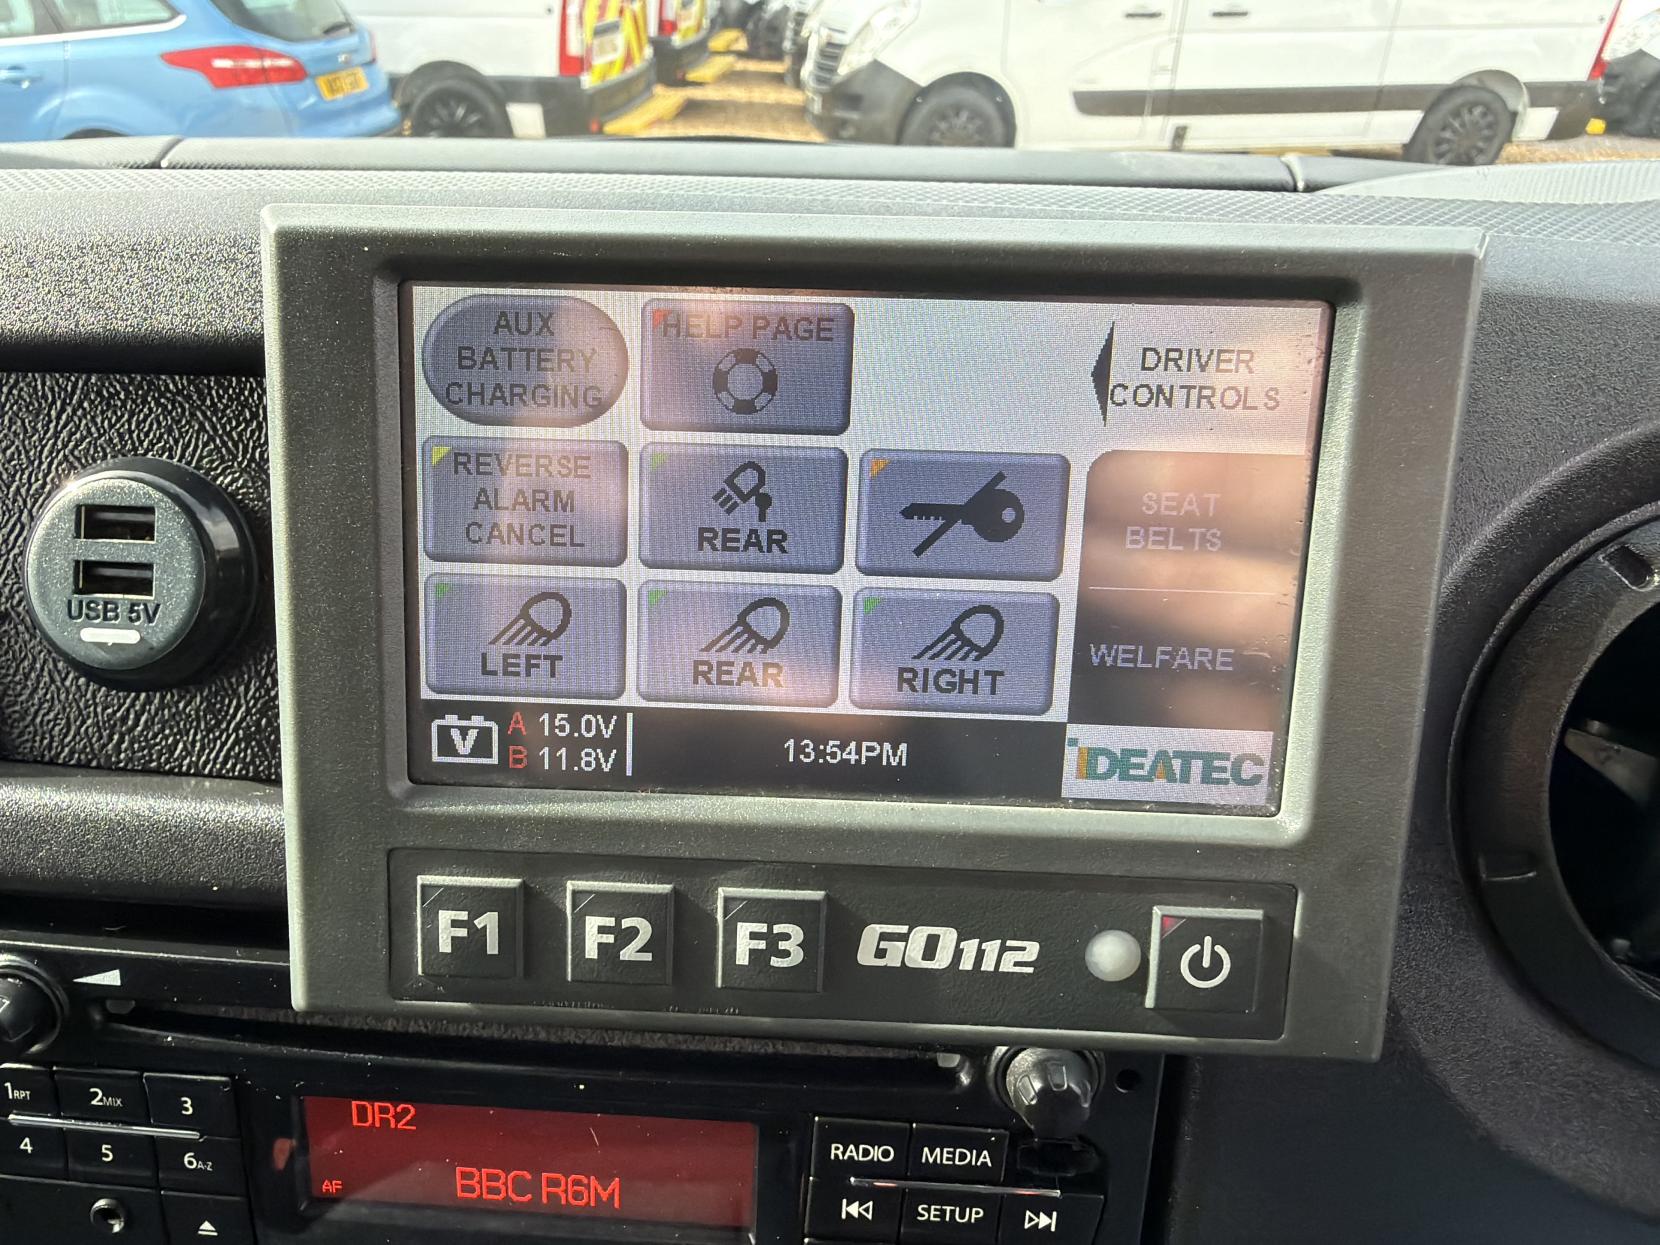 AUX
BATTERY
CHARGING
HELP PAGE
DRIVER
CONTROLS
REVERSE
ALARM
CANCEL
REAR
SEAT
BELTS
LEFT
REAR
RIGHT
WELFARE
V
A 15.0V
B 11.8V
13:54PM
iDEATEC
USB 5V
F1
F2
F3
GO112
1RPT
2MIX
3
4
5
6A-Z
DR2
AF
BBC R6M
RADIO
MEDIA
SETUP